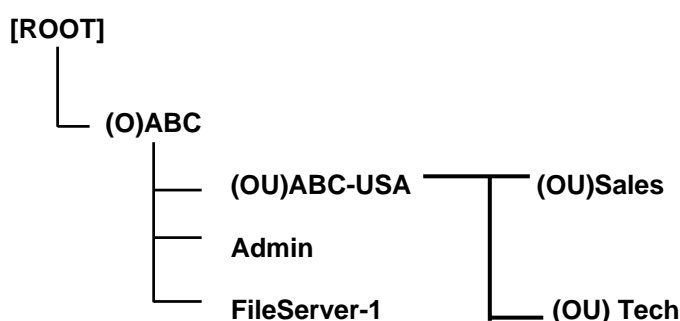 [ROOT]
(O)ABC
(OU)ABC-USA (OU)Sales
Admin
FileServer-1 (OU) Tech